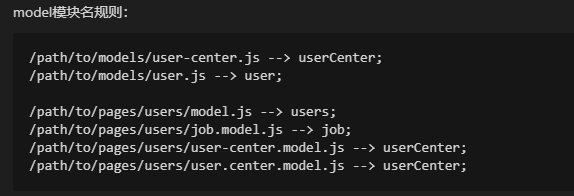 model模块名规则：
/path/to/models/user-center.js --> userCenter;
/path/to/models/user.js --> user;
/path/to/pages/users/model.js --> users;
/path/to/pages/users/job.model.js --> job;
/path/to/pages/users/user-center.model.js --> userCenter;
/path/to/pages/users/user.center.model.js --> userCenter;